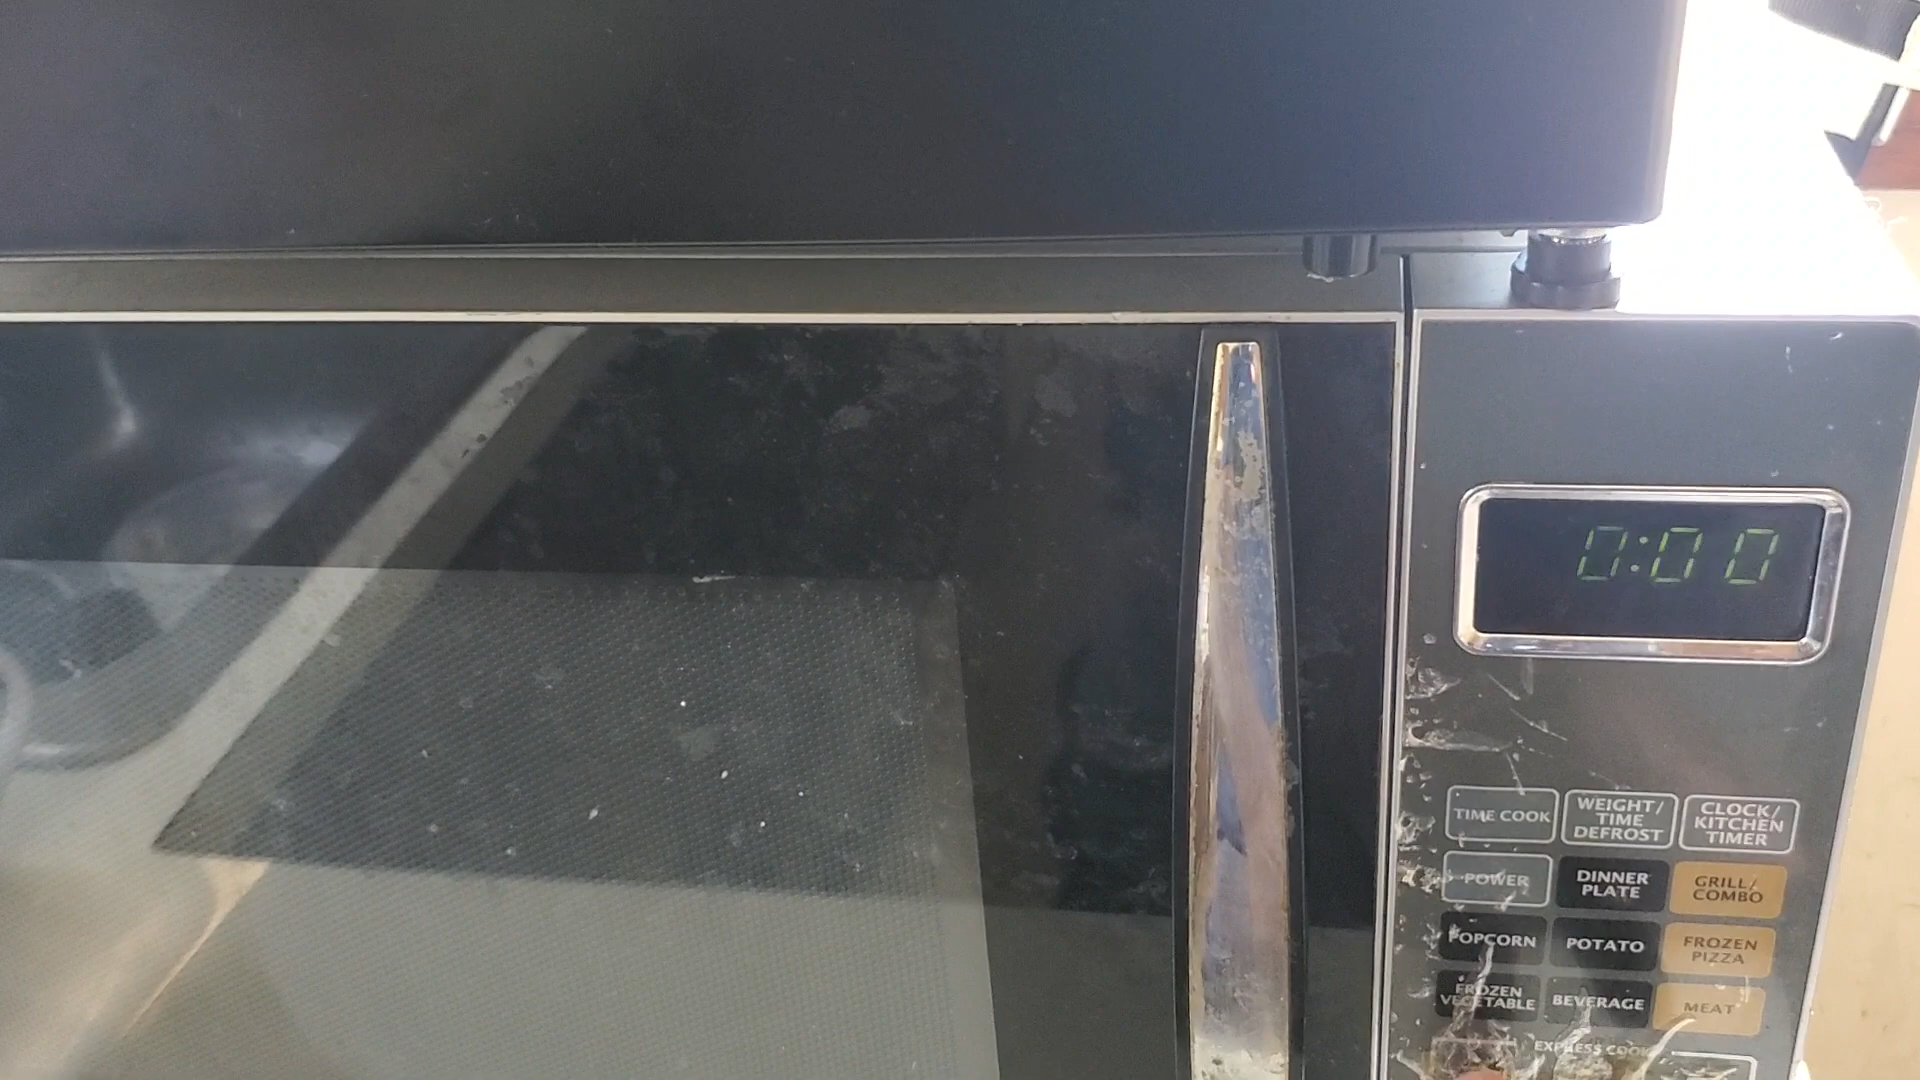 0:00
TIME COOK
WEIGHT/
TIME
DEFROST
CLOCK/
KITCHEN
TIMER
POWER
DINNER
PLATE
GRILL/
COMBO
POPCORN
POTATO
FROZEN
PIZZA
FROZEN
VEGETABLE
BEVERAGE
MEAT
EXPRESS COOK